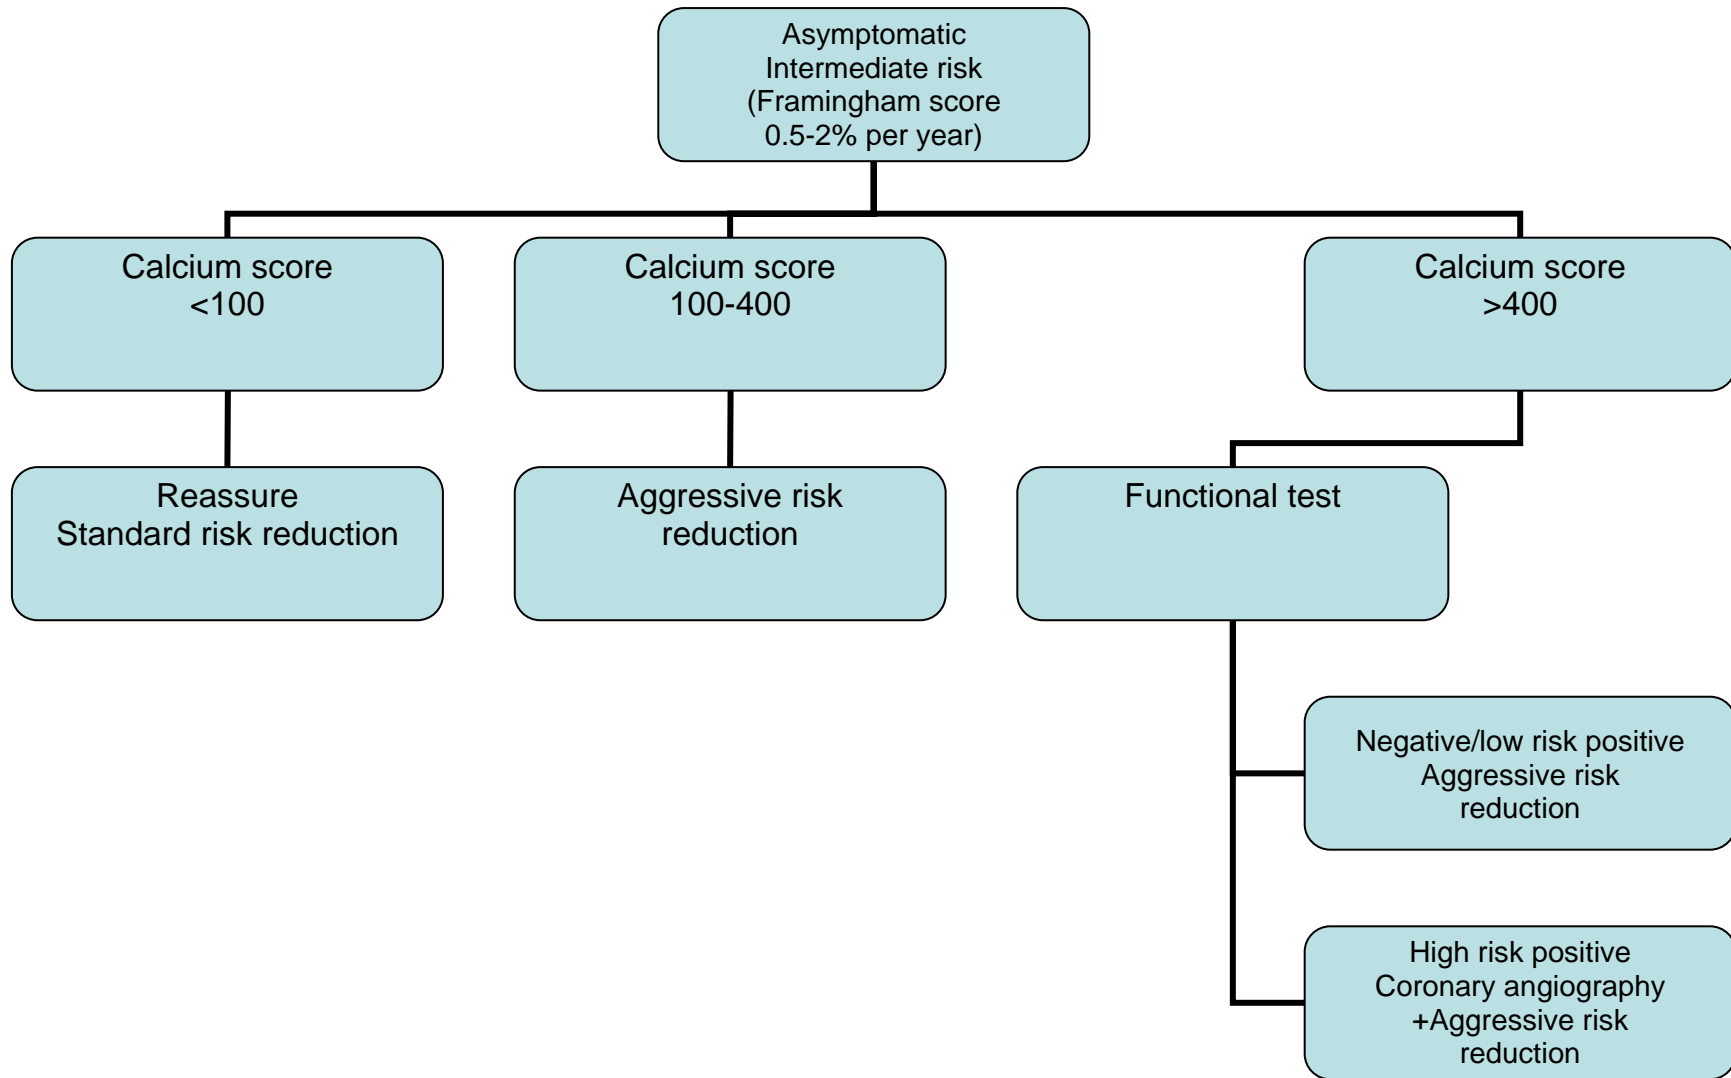 Asymptomatic
Intermediate risk
(Framingham score
0.5-2% per year)
Calcium score
<100
Calcium score
100-400
Calcium score
>400
Reassure
Standard risk reduction
Aggressive risk
reduction
Functional test
Negative/low risk positive
Aggressive risk
reduction
High risk positive
Coronary angiography
+Aggressive risk
reduction